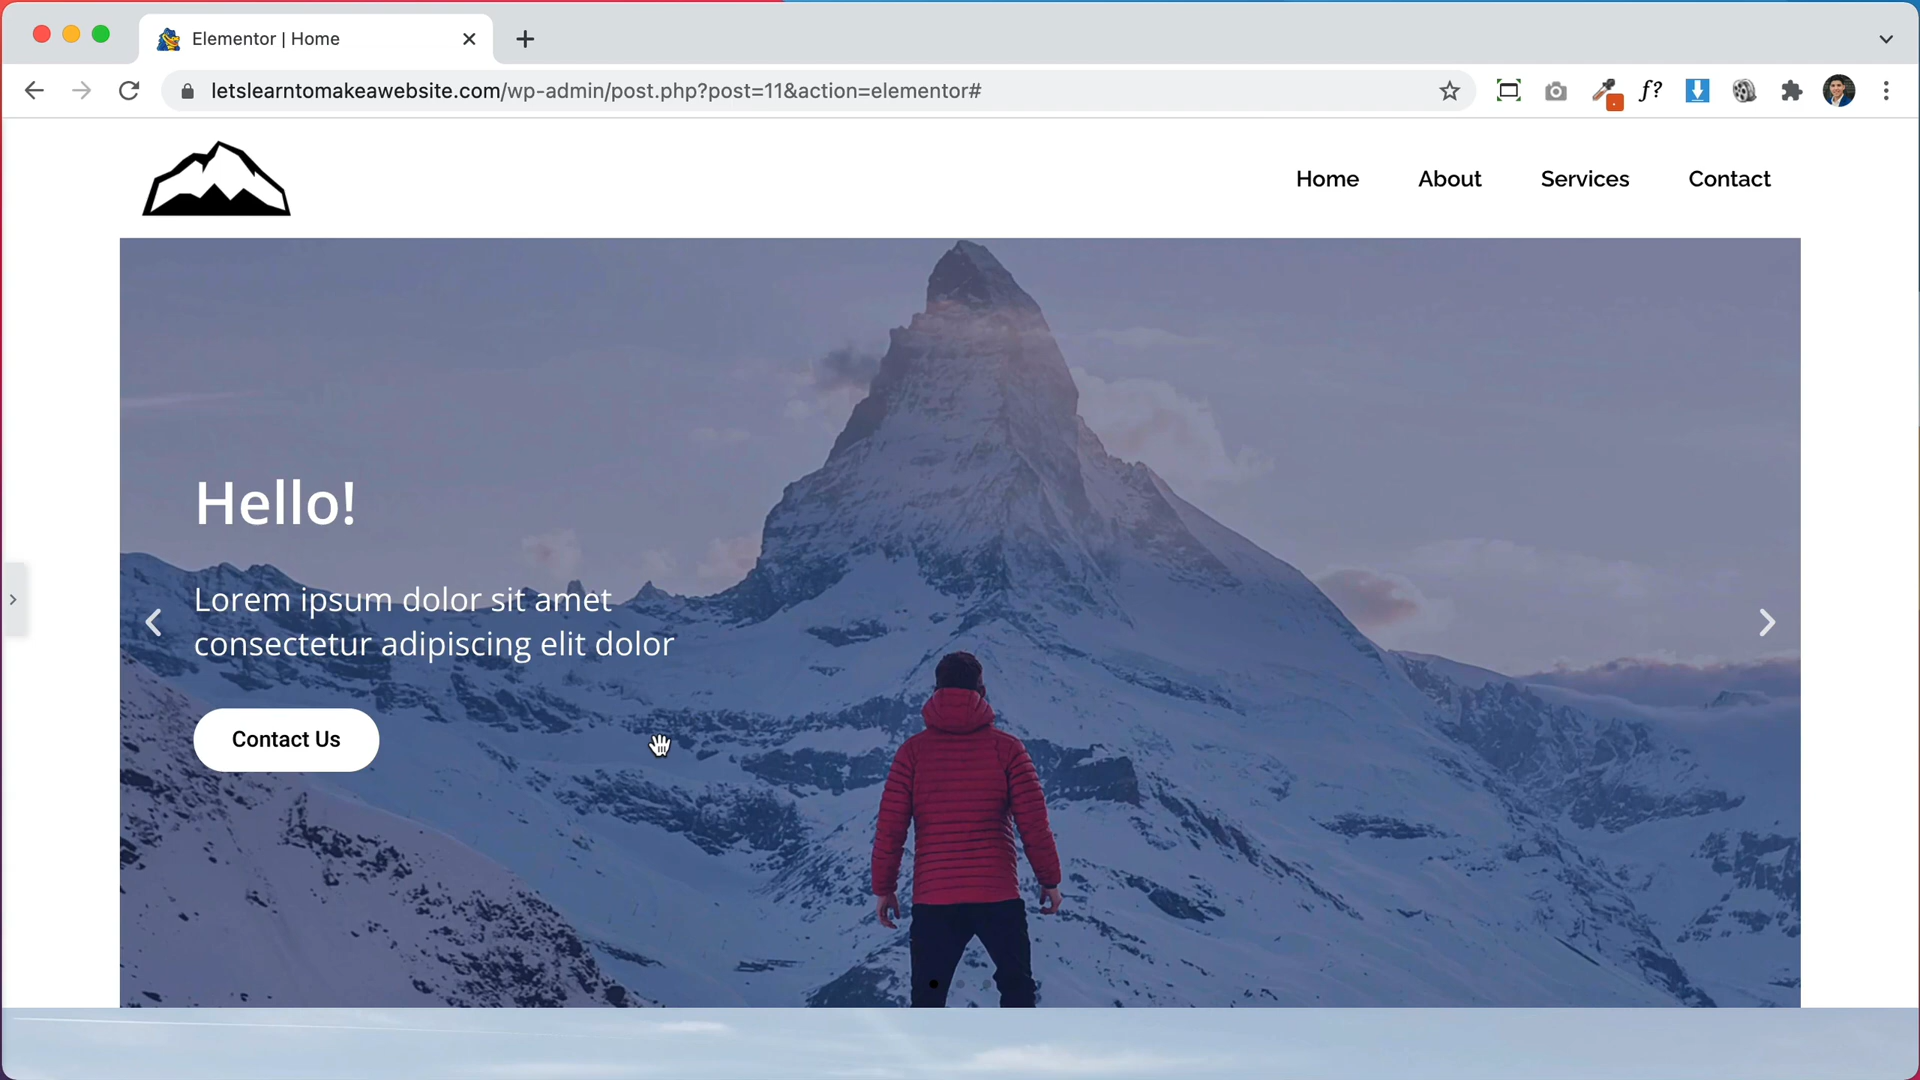 Elementor | Home
letslearntomakeawebsite.com/wp-admin/post.php?post=11&action=elementor#
f?
Home About Services Contact
Hello!
Lorem ipsum dolor sit amet
consectetur adipiscing elit dolor
Contact Us